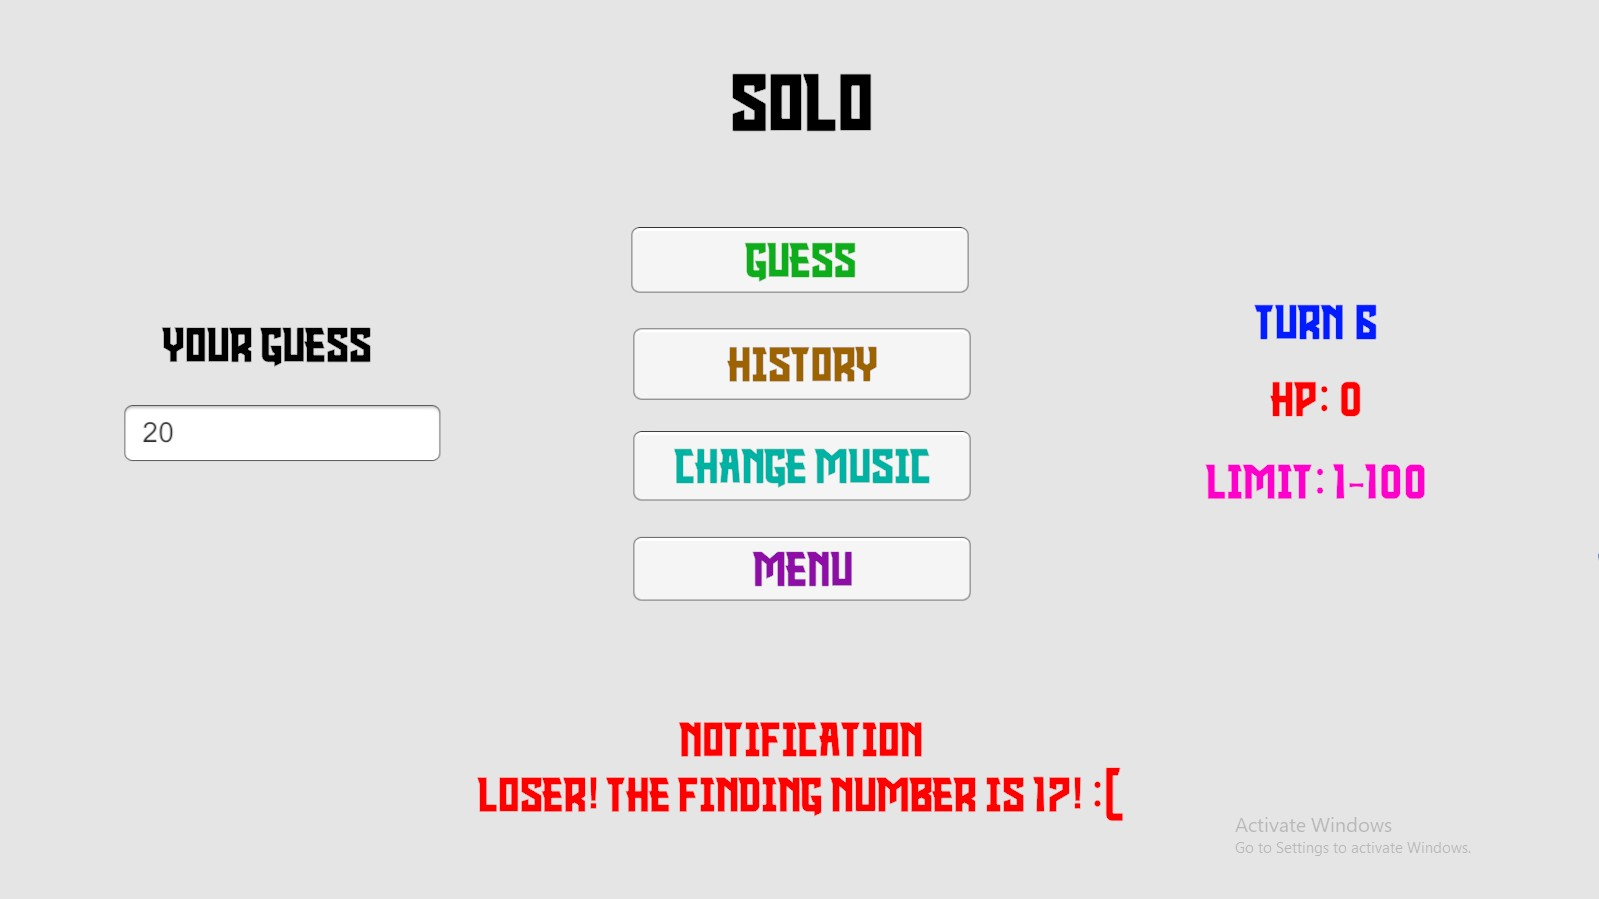 SOLO
GUESS
HISTORY
CHANGE MUSIC
MENU
YOUR GUESS
20
TURN 6
HP: 0
LIMIT: 1-100
NOTIFICATION
LOSER! THE FINDING NUMBER IS 17! :(
Activate Windows
Go to Settings to activate Windows.